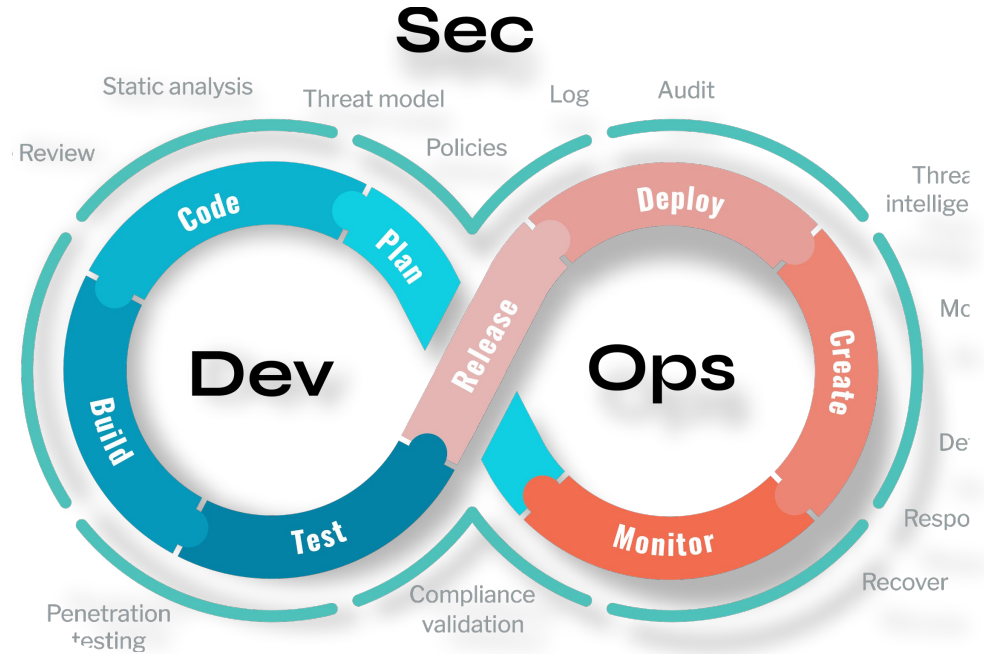 Sec
Static analysis
Threat model
Log
Audit
Review
Policies
Code
Plan
Deploy
Release
Create
Dev
Ops
Build
Test
Monitor
Recover
Penetration
testing
Compliance
validation